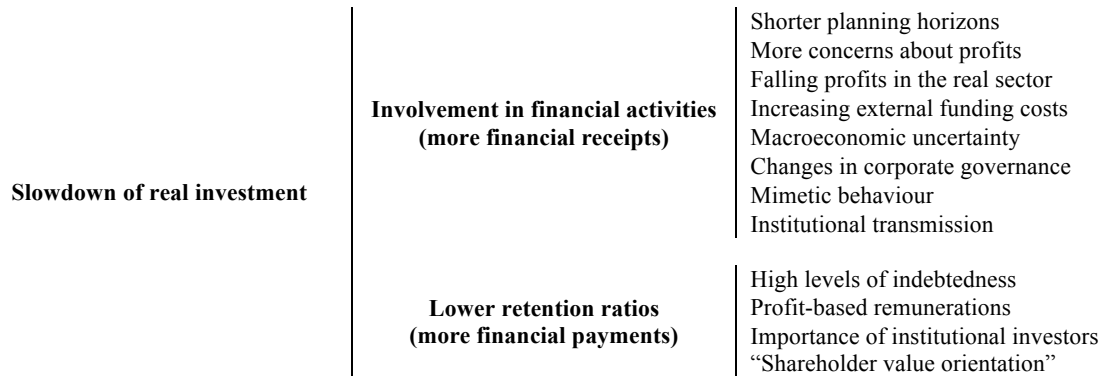 Slowdown of real investment
Involvement in financial activities
(more financial receipts)
Shorter planning horizons
More concerns about profits
Falling profits in the real sector
Increasing external funding costs
Macroeconomic uncertainty
Changes in corporate governance
Mimetic behaviour
Institutional transmission
Lower retention ratios
(more financial payments)
High levels of indebtedness
Profit-based remunerations
Importance of institutional investors
“Shareholder value orientation”